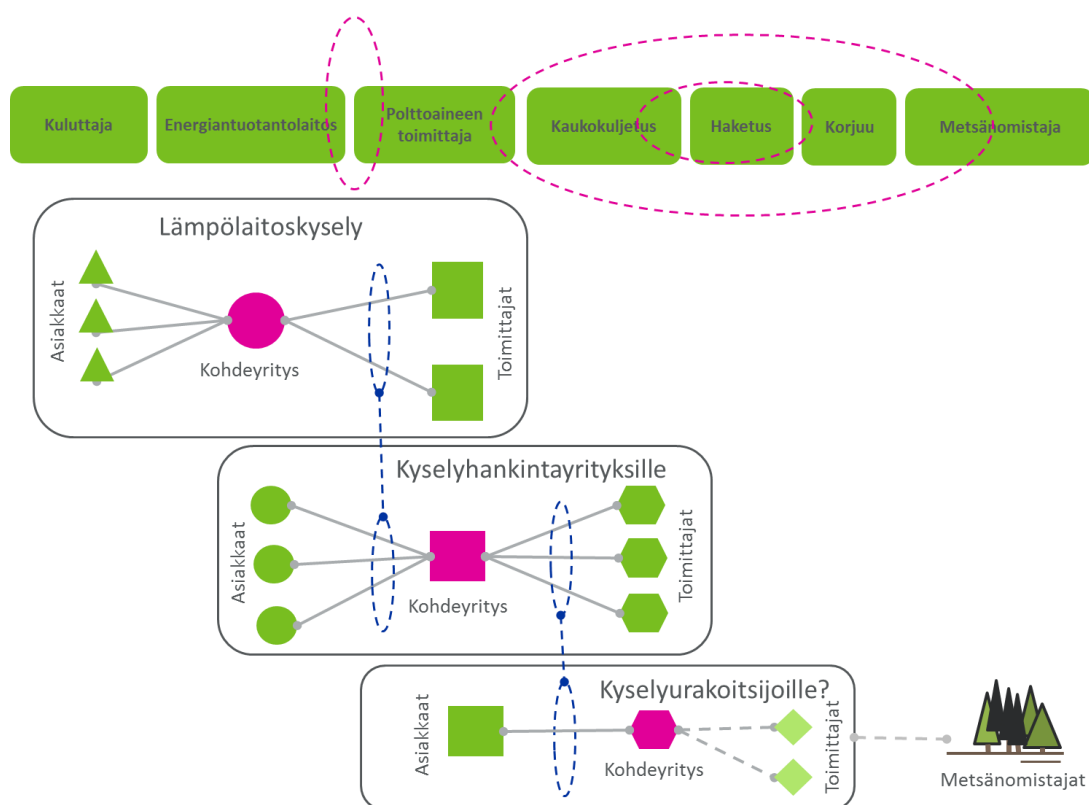 Kuluttaja
Energiantuotantolaitos
Polttoaineen
toimittaja
Kaukokuljetus
Haketus
Korjuu
Metsänomistaja
Lämpölaitoskysely
Asiakkaat
Kohdeyritys
Toimittajat
Kyselyhankintayrityksille
Asiakkaat
Kohdeyritys
Toimittajat
Kyselyurakoitsijoille?
Asiakkaat
Kohdeyritys
Toimittajat
Metsänomistajat